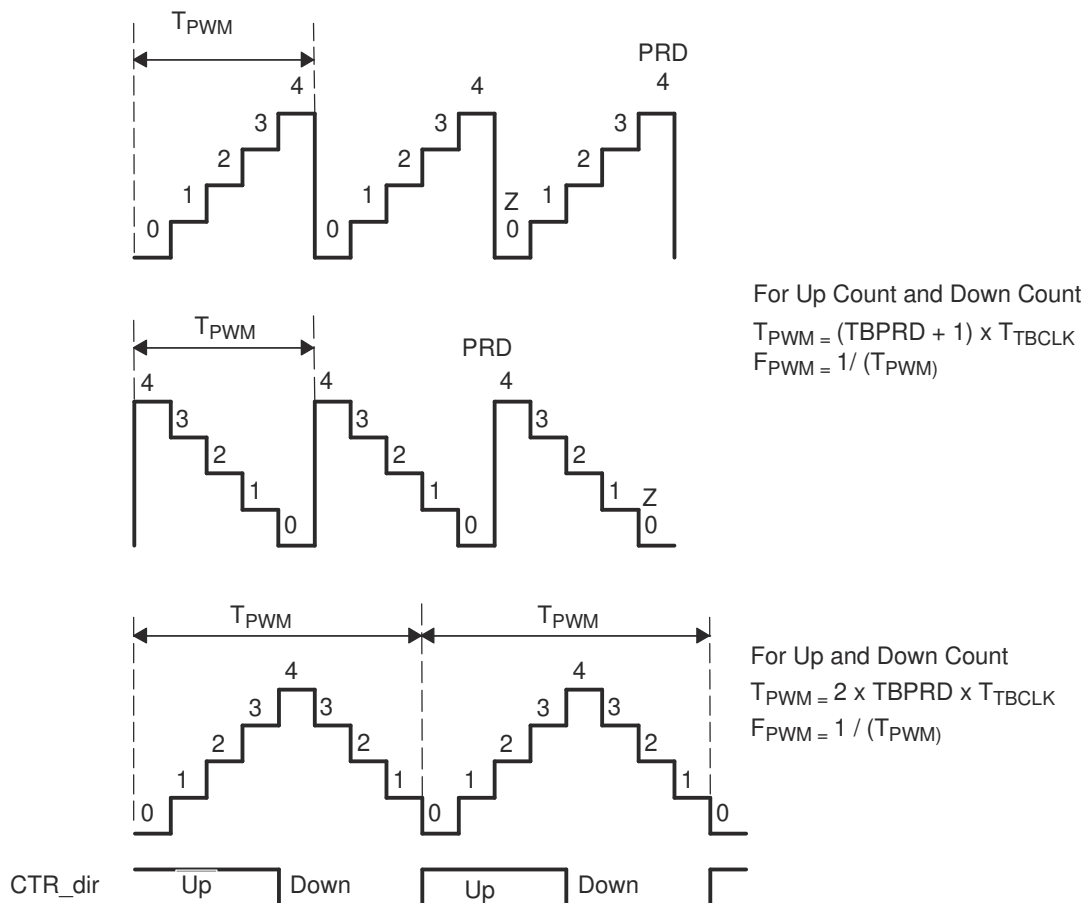 TPWM
PRD
4 4 4
3 3 3
2 2 2
1 1 Z 1
0 0 0
For Up Count and Down Count
TPWM = (TBPRD + 1) x TTBCLK
FPWM = 1/ (TPWM)
TPWM
PRD
4 4 4
3 3 3
2 2 2
1 1 1 Z
0 0 0
TPWM TPWM
4 4
3 3 3 3
2 2 2 2
1 1 1 1
0 0 0
For Up and Down Count
TPWM = 2 x TBPRD x TTBCLK
FPWM = 1 / (TPWM)
CTR_dir Up Down Up Down